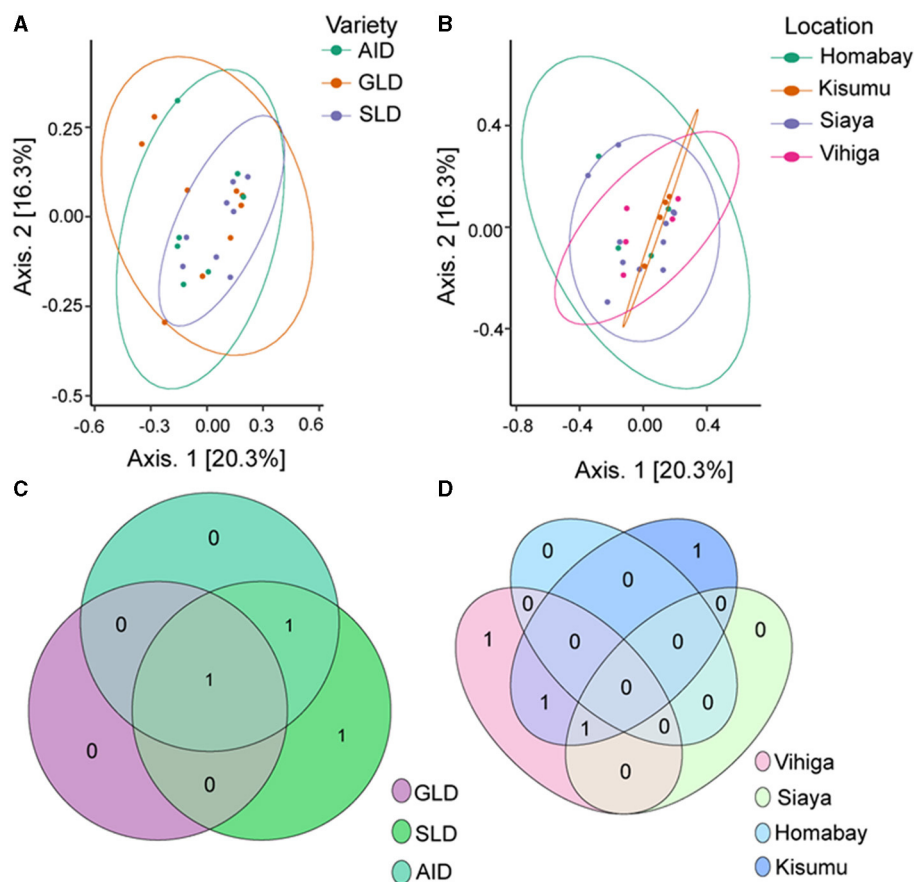 A
Variety
AID
GLD
SLD
0.25
0.00
-0.25
-0.5
Axis. 2 [16.3%]
-0.6 -0.3 0.00 0.3 0.6
Axis. 1 [20.3%]
B
Location
Homabay
Kisumu
Siaya
Vihiga
0.4
0.00
-0.4
Axis. 2 [16.3%]
-0.8 -0.4 0.00 0.4
Axis. 1 [20.3%]
C
0
0 1
1
0 1
0
GLD
SLD
AID
D
0 1
0
0 0
1 0 0 0
0
1 0
1 0
0
Vihiga
Siaya
Homabay
Kisumu